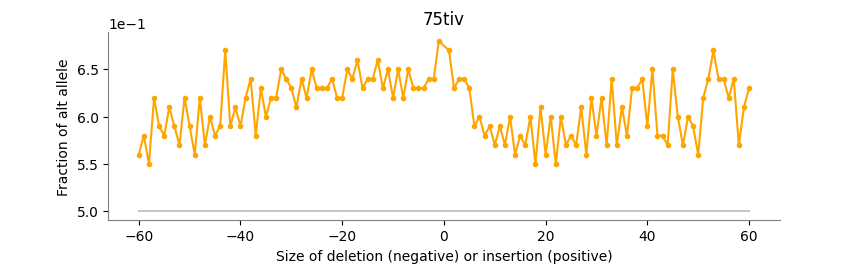 75tiv
1e−1
Fraction of alt allele
6.5
6.0
5.5
5.0
−60 −40 −20 0 20 40 60
Size of deletion (negative) or insertion (positive)